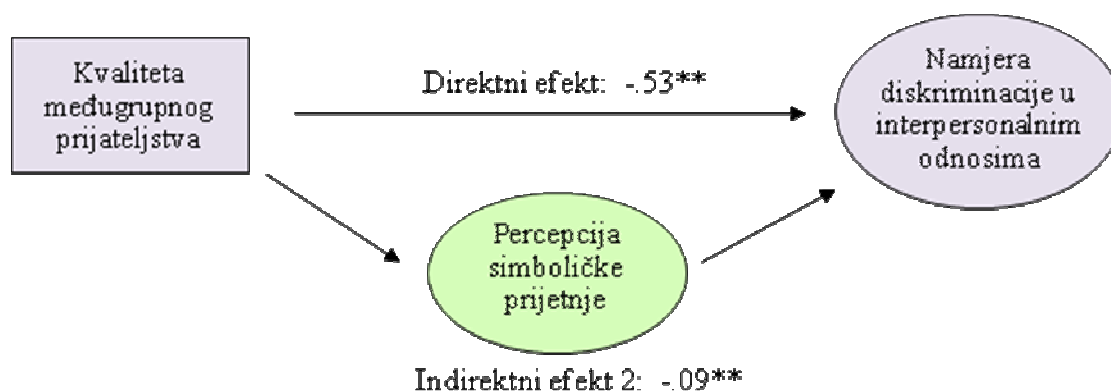 Kvaliteta
međugrupnog
prijateljstva
Direktni efekt: -.53**
Namjera
diskriminacije u
interpersonalnim
odnosima
Percepcija
simboličke
prijetnje
Indirektni efekt 2: -.09**